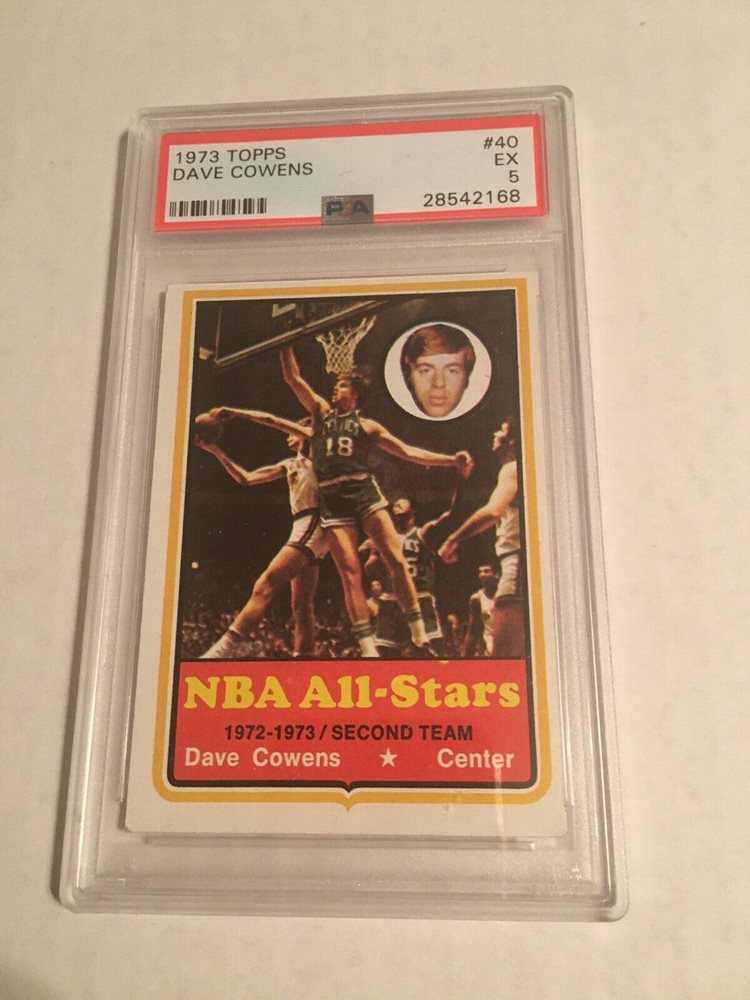 1973 TOPPS #40
DAVE COWENS EX
5
PSA 28542168
18
NBA All-Stars
1972-1973 / SECOND TEAM
Dave Cowens ★ Center